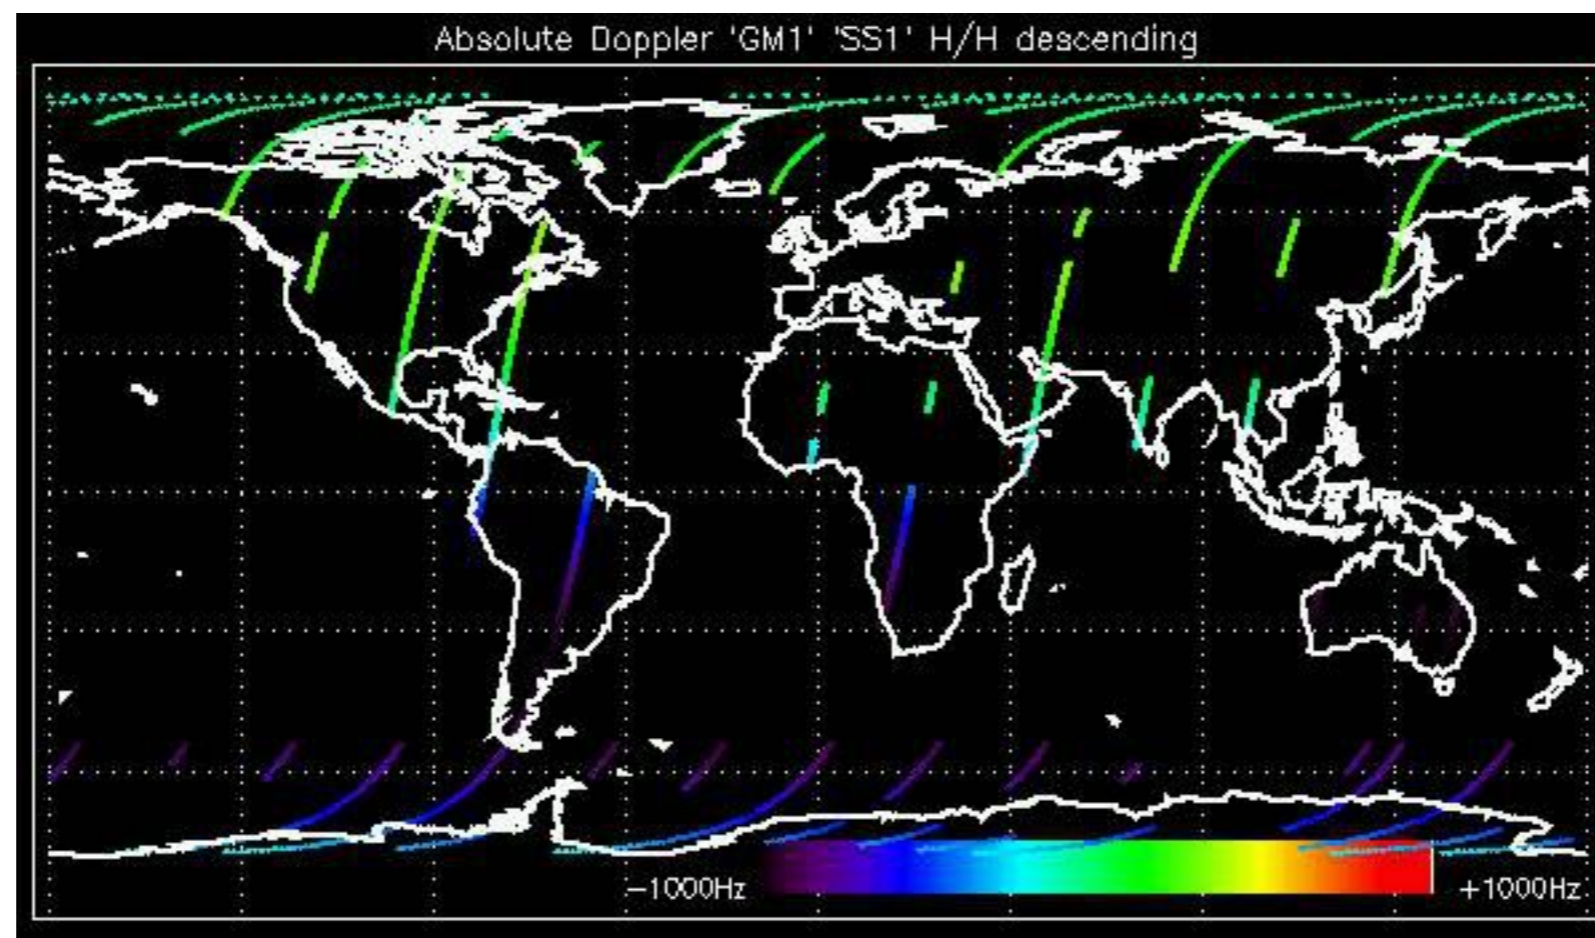 Absolute Doppler 'GM1' 'SS1' H/H descending
-1000Hz
+1000Hz